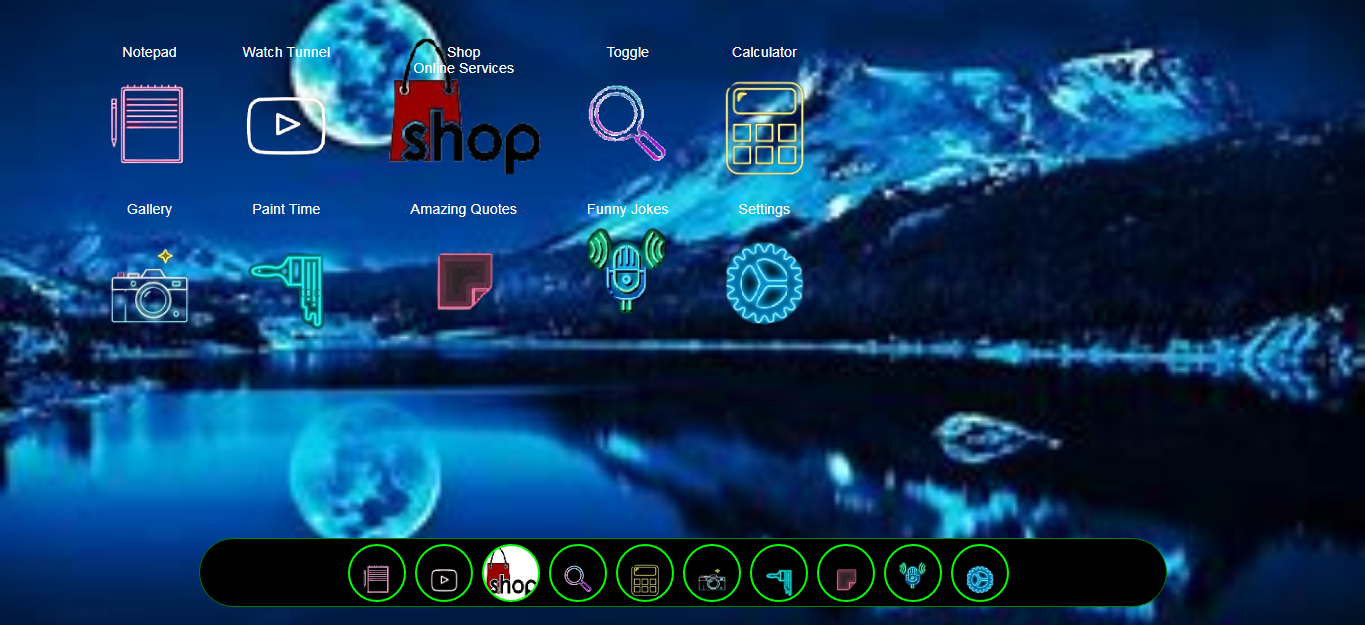 Notepad
Watch Tunnel
Shop
Online Services
Toggle
Calculator
shop
Gallery
Paint Time
Amazing Quotes
Funny Jokes
Settings
shop